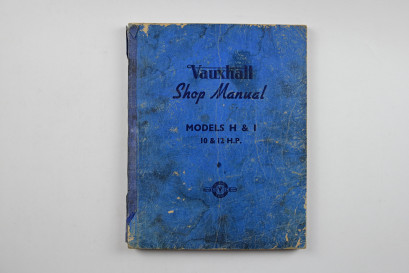 Vauxhall
Shop Manual
MODELS H & I
10 & 12 H.P.